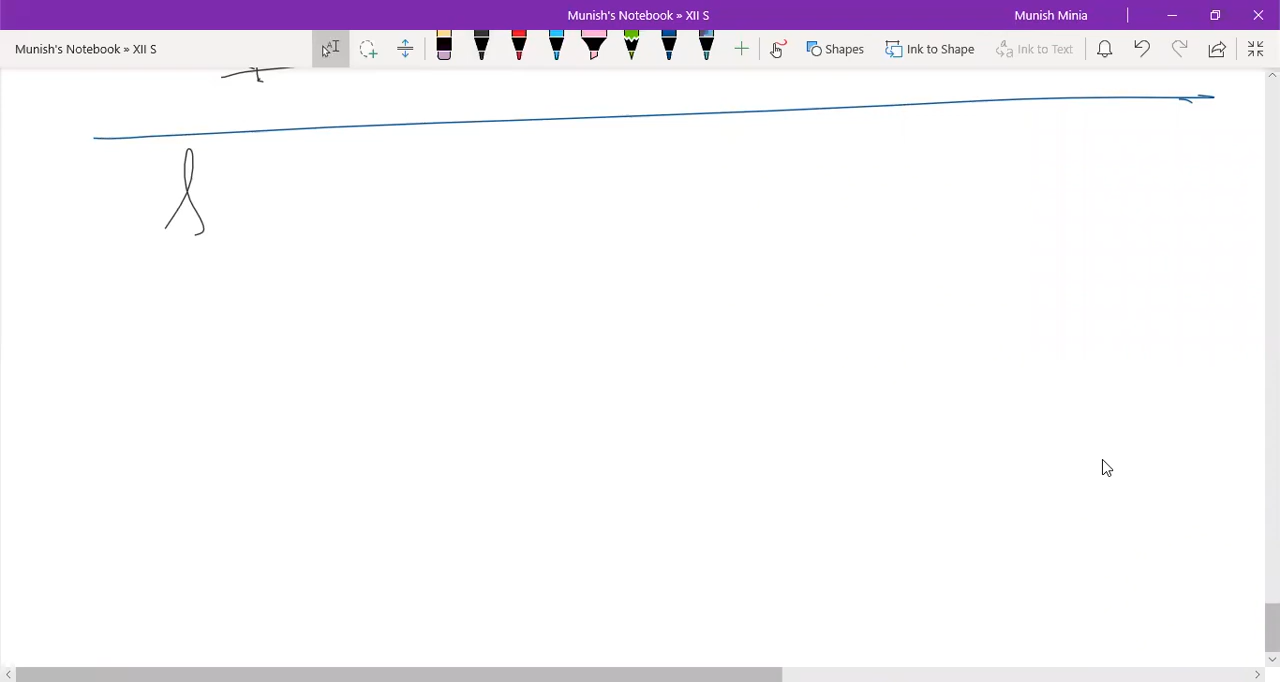 Munish's Notebook » XII S
Munish Minia
Munish's Notebook » XII S
Shapes
Ink to Shape
Ink to Text